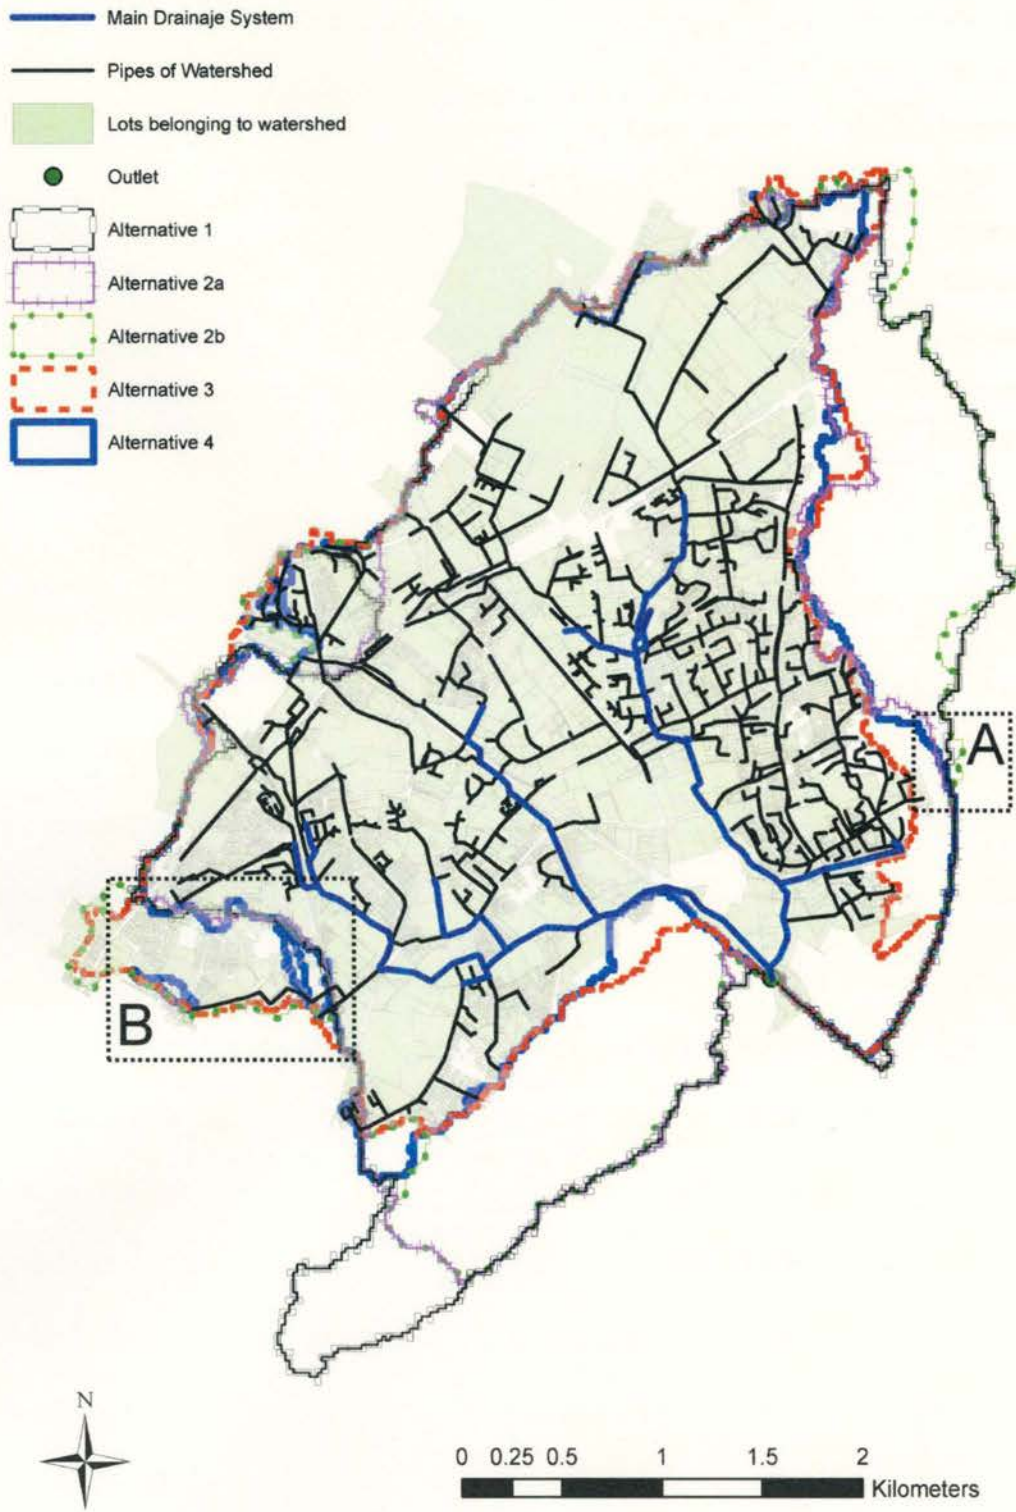 Main Drainaje System
Pipes of Watershed
Lots belonging to watershed
Outlet
Alternative 1
Alternative 2a
Alternative 2b
Alternative 3
Alternative 4
A
B
N
0 0.25 0.5 1 1.5 2
Kilometers